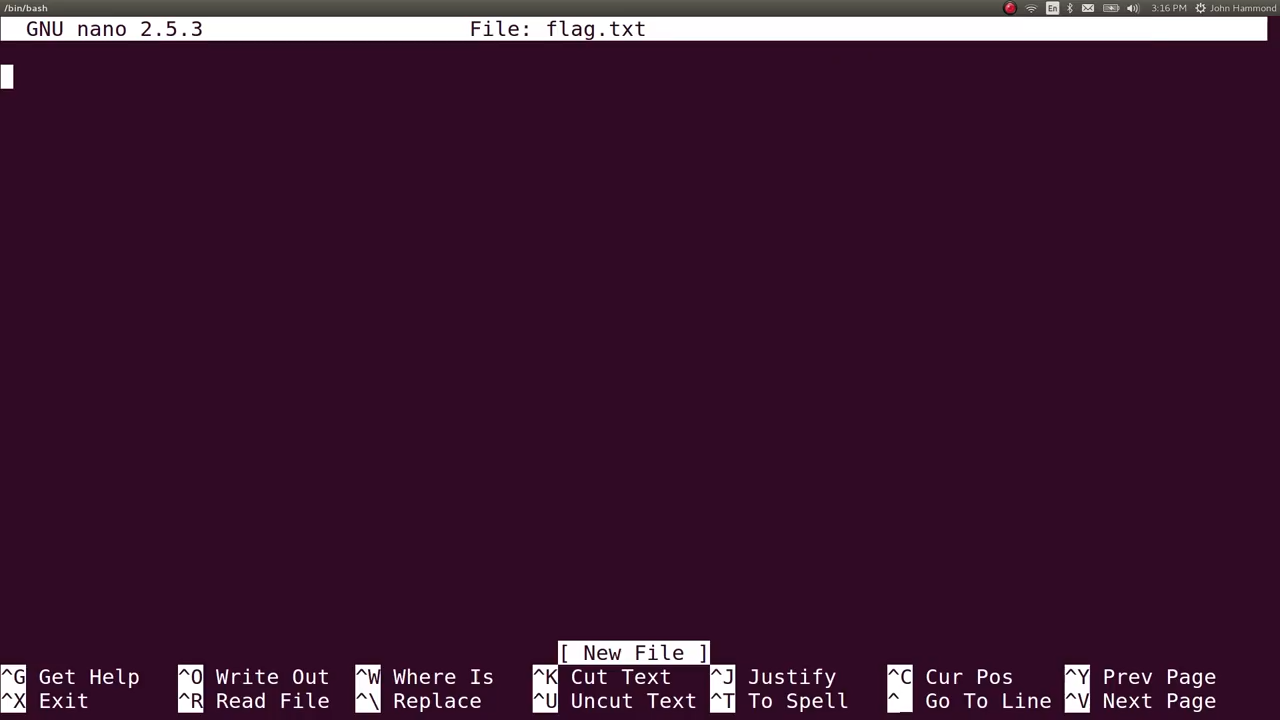 /bin/bash En 3:16 PM John Hammond
GNU nano 2.5.3 File: flag.txt
[ New File ]
^G Get Help ^O Write Out ^W Where Is ^K Cut Text ^J Justify ^C Cur Pos ^Y Prev Page
^X Exit ^R Read File ^\ Replace ^U Uncut Text ^T To Spell ^_ Go To Line ^V Next Page